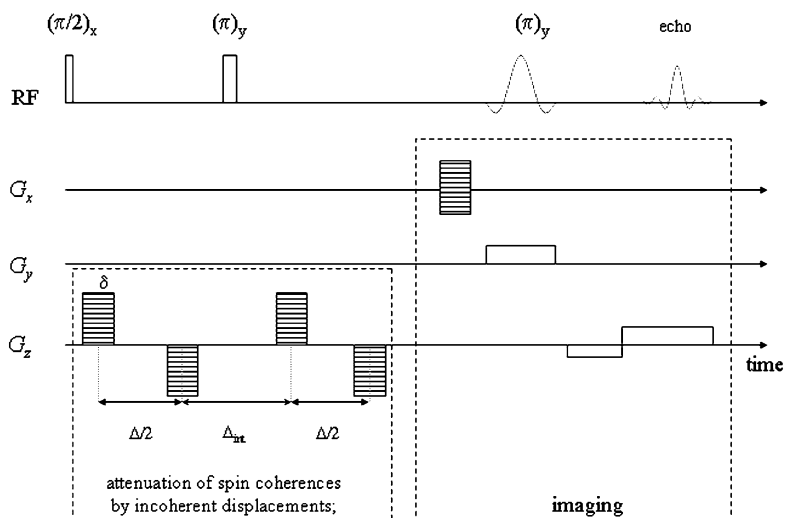 (π/2)x (π)y (π)y echo
RF
Gx
Gy
δ
Gz
time
Δ/2 Δint Δ/2
attenuation of spin coherences
by incoherent displacements;
imaging